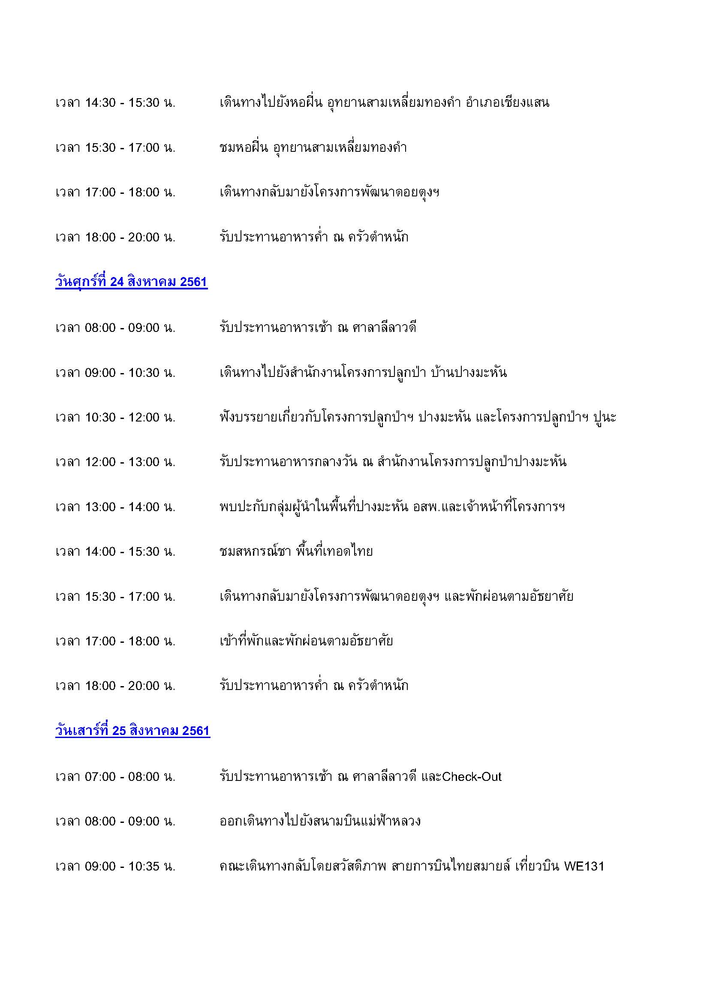 เวลา 14:30 - 15:30 น. เดินทางไปยังหอฝิ่น อุทยานสามเหลี่ยมทองคำ อำเภอเชียงแสน
เวลา 15:30 - 17:00 น. ชมหอฝิ่น อุทยานสามเหลี่ยมทองคำ
เวลา 17:00 - 18:00 น. เดินทางกลับมายังโครงการพัฒนาดอยตุงฯ
เวลา 18:00 - 20:00 น. รับประทานอาหารค่ำ ณ ครัวตำหนัก
วันศุกร์ที่ 24 สิงหาคม 2561
เวลา 08:00 - 09:00 น. รับประทานอาหารเช้า ณ ศาลาลีลาวดี
เวลา 09:00 - 10:30 น. เดินทางไปยังสำนักงานโครงการปลูกป่า บ้านปางมะหัน
เวลา 10:30 - 12:00 น. ฟังบรรยายเกี่ยวกับโครงการปลูกป่าฯ ปางมะหัน และโครงการปลูกป่าฯ ปูนะ
เวลา 12:00 - 13:00 น. รับประทานอาหารกลางวัน ณ สำนักงานโครงการปลูกป่าปางมะหัน
เวลา 13:00 - 14:00 น. พบปะกับกลุ่มผู้นำในพื้นที่ปางมะหัน อสพ.และเจ้าหน้าที่โครงการฯ
เวลา 14:00 - 15:30 น. ชมสหกรณ์ชา พื้นที่เทอดไทย
เวลา 15:30 - 17:00 น. เดินทางกลับมายังโครงการพัฒนาดอยตุงฯ และพักผ่อนตามอัธยาศัย
เวลา 17:00 - 18:00 น. เข้าที่พักและพักผ่อนตามอัธยาศัย
เวลา 18:00 - 20:00 น. รับประทานอาหารค่ำ ณ ครัวตำหนัก
วันเสาร์ที่ 25 สิงหาคม 2561
เวลา 07:00 - 08:00 น. รับประทานอาหารเช้า ณ ศาลาลีลาวดี และCheck-Out
เวลา 08:00 - 09:00 น. ออกเดินทางไปยังสนามบินแม่ฟ้าหลวง
เวลา 09:00 - 10:35 น. คณะเดินทางกลับโดยสวัสดิภาพ สายการบินไทยสมายล์ เที่ยวบิน WE131